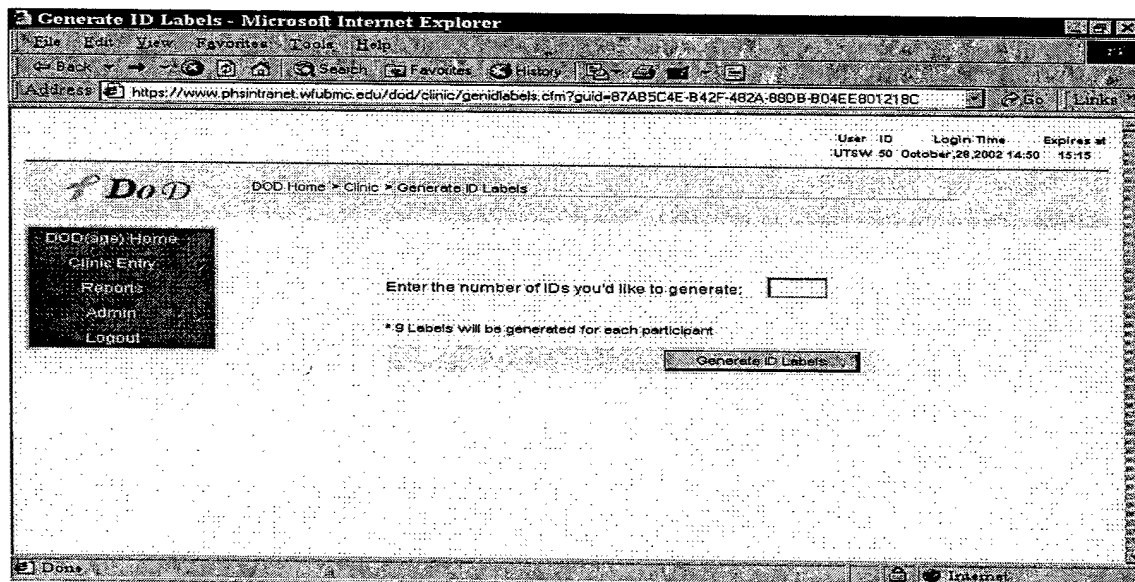 Generate ID Labels - Microsoft Internet Explorer
File Edit View Favorites Tools Help
Back Search Favorites History
Address https://www.phsintranet.wfubmc.edu/dod/clinic/genidlabels.cfm?guid=87AB5C4E-B42F-482A-88DB-B04EE801218C Go Links
User ID Login Time Expires at
UTSW 50 October,28,2002 14:50 15:15
DoD
DOD Home > Clinic > Generate ID Labels
DOD(age) Home
Clinic Entry
Reports
Admin
Logout
Enter the number of IDs you'd like to generate:
* 9 Labels will be generated for each participant
Generate ID Labels
Done Internet